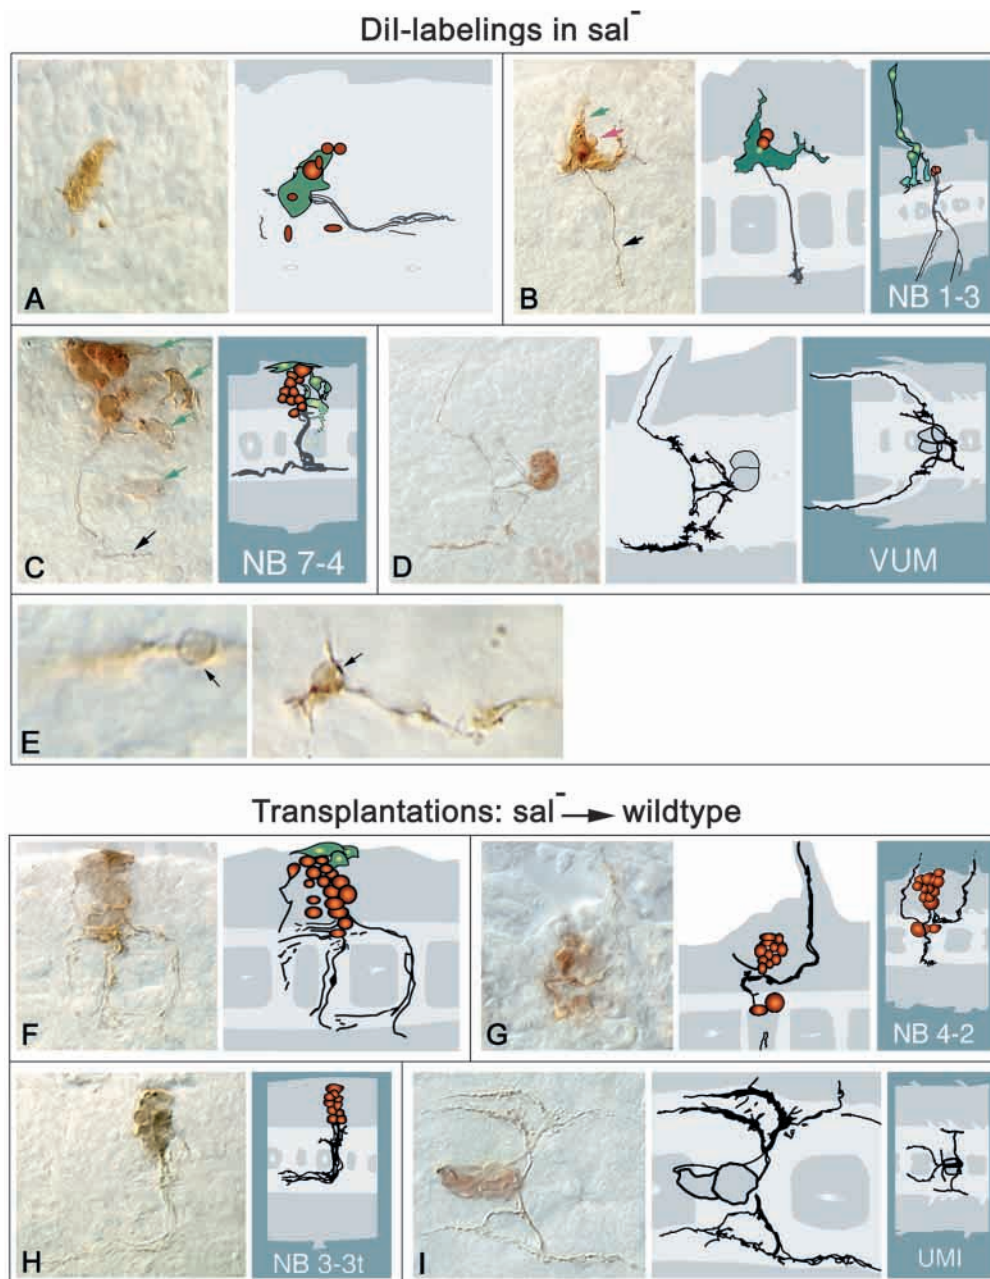 DiI-labelings in sal⁻
A
B
NB 1-3
C
NB 7-4
D
VUM
E
Transplantations: sal⁻ → wildtype
F
G
NB 4-2
H
NB 3-3t
I
UMI